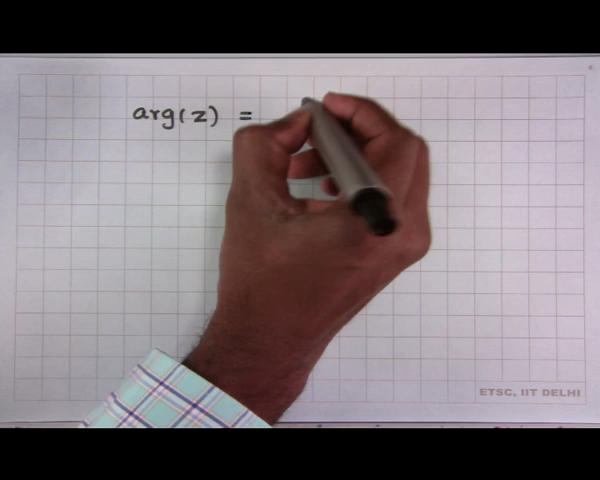 arg(z) =
ETSC, IIT DELHI